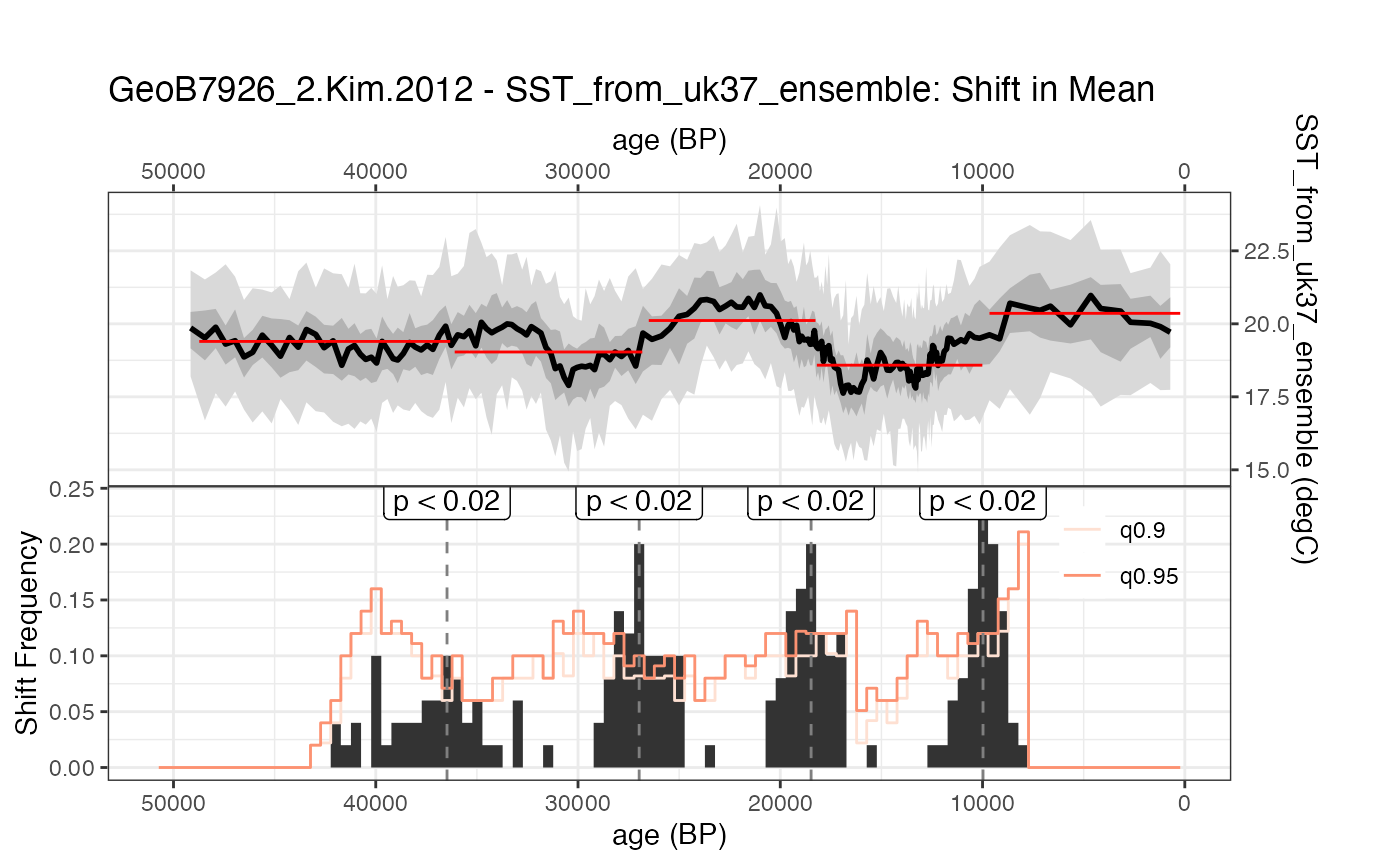 GeoB7926_2.Kim.2012 - SST_from_uk37_ensemble: Shift in Mean
age (BP)
50000 40000 30000 20000 10000 0
SST_from_uk37_ensemble (degC)
22.5
20.0
17.5
15.0
p < 0.02 p < 0.02 p < 0.02 p < 0.02
Shift Frequency
0.25
0.20
0.15
0.10
0.05
0.00
q0.9
q0.95
50000 40000 30000 20000 10000 0
age (BP)